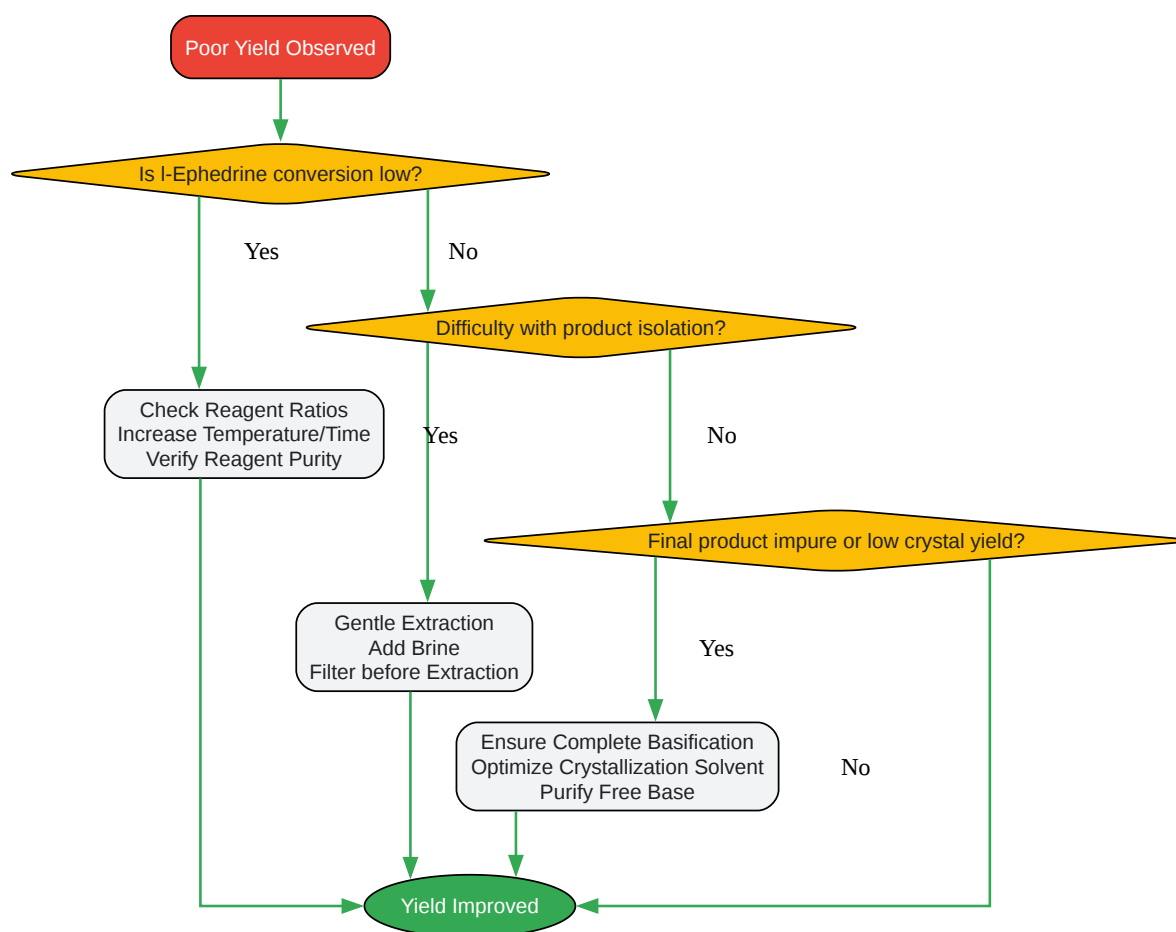 Poor Yield Observed
Is l-Ephedrine conversion low?
Yes
No
Difficulty with product isolation?
Check Reagent Ratios
Increase Temperature/Time
Verify Reagent Purity
Yes
No
Final product impure or low crystal yield?
Gentle Extraction
Add Brine
Filter before Extraction
Yes
Ensure Complete Basification
Optimize Crystallization Solvent
Purify Free Base
No
Yield Improved